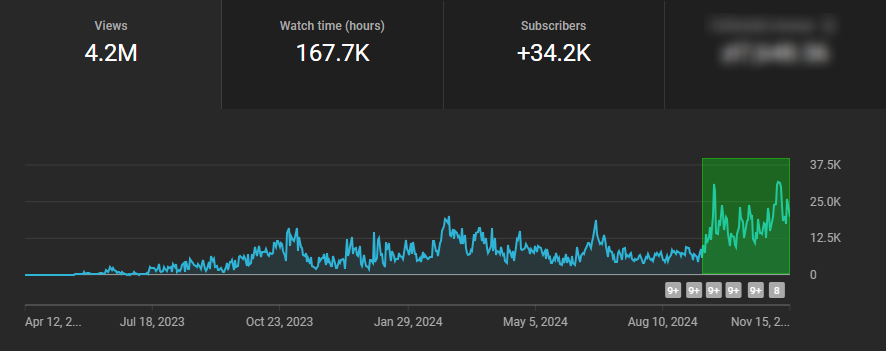 Views
4.2M
Watch time (hours)
167.7K
Subscribers
+34.2K
37.5K
25.0K
12.5K
0
9+ 9+ 9+ 9+ 9+ 8
Apr 12, 2... Jul 18, 2023 Oct 23, 2023 Jan 29, 2024 May 5, 2024 Aug 10, 2024 Nov 15, 2...